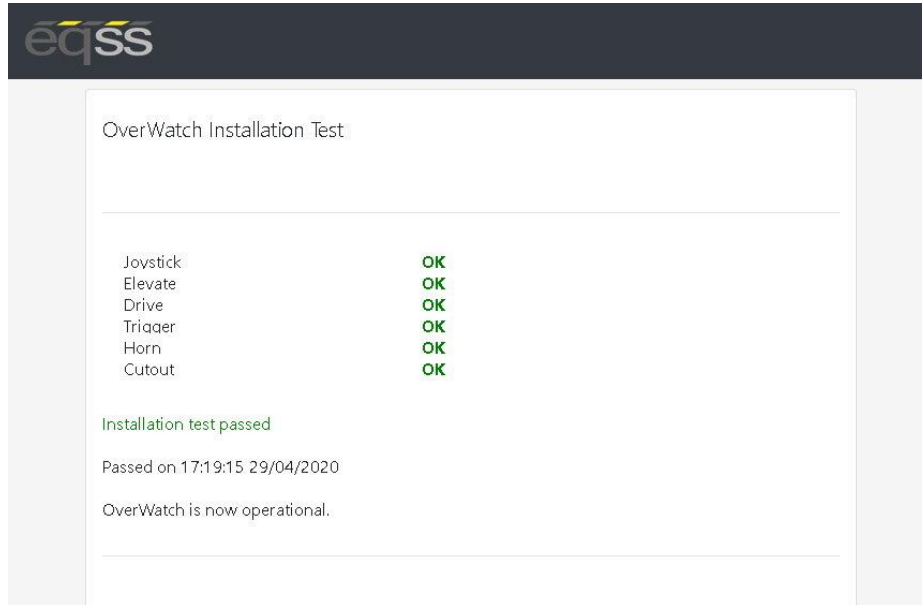 eqss
OverWatch Installation Test
Joystick OK
Elevate OK
Drive OK
Trigger OK
Horn OK
Cutout OK
Installation test passed
Passed on 17:19:15 29/04/2020
OverWatch is now operational.